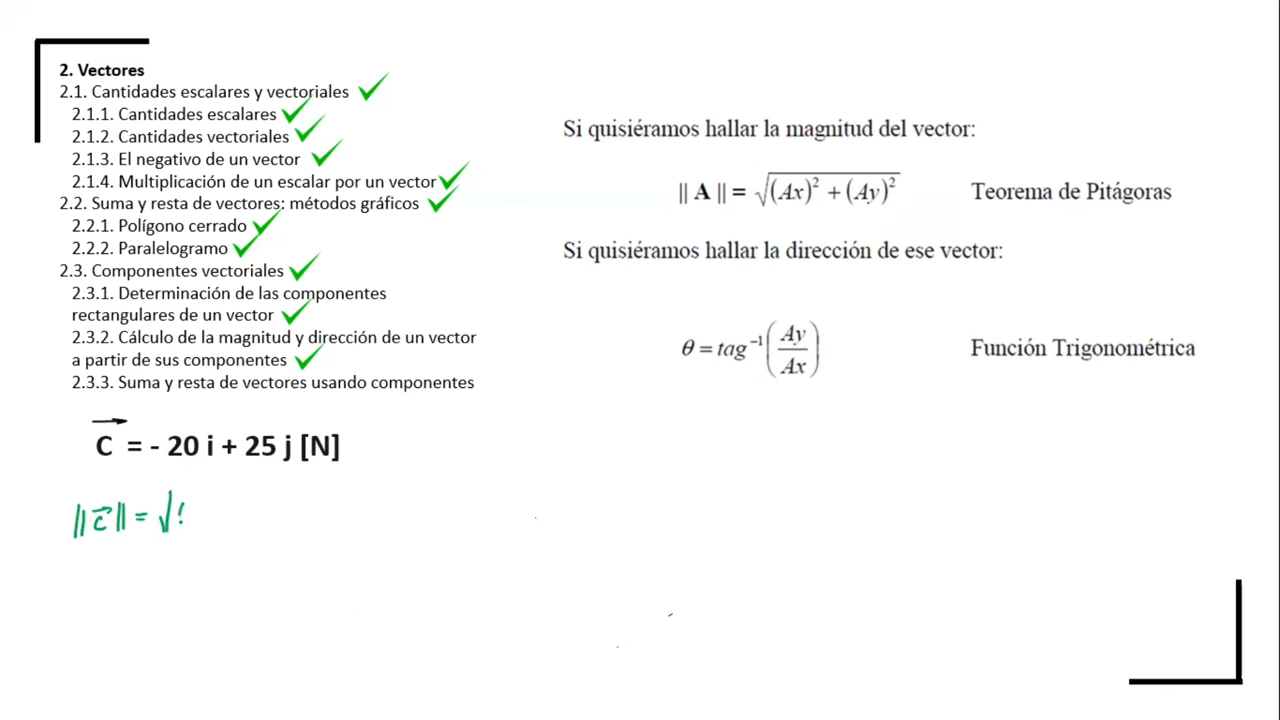 2. Vectores
2.1. Cantidades escalares y vectoriales
2.1.1. Cantidades escalares
2.1.2. Cantidades vectoriales
2.1.3. El negativo de un vector
2.1.4. Multiplicación de un escalar por un vector
2.2. Suma y resta de vectores: métodos gráficos
2.2.1. Polígono cerrado
2.2.2. Paralelogramo
2.3. Componentes vectoriales
2.3.1. Determinación de las componentes
rectangulares de un vector
2.3.2. Cálculo de la magnitud y dirección de un vector
a partir de sus componentes
2.3.3. Suma y resta de vectores usando componentes
C⃗ = - 20 i + 25 j [N]
||c⃗|| = √
Si quisiéramos hallar la magnitud del vector:
|| A || = √(Ax)² + (Ay)² Teorema de Pitágoras
Si quisiéramos hallar la dirección de ese vector:
θ = tag⁻¹(Ay/Ax) Función Trigonométrica